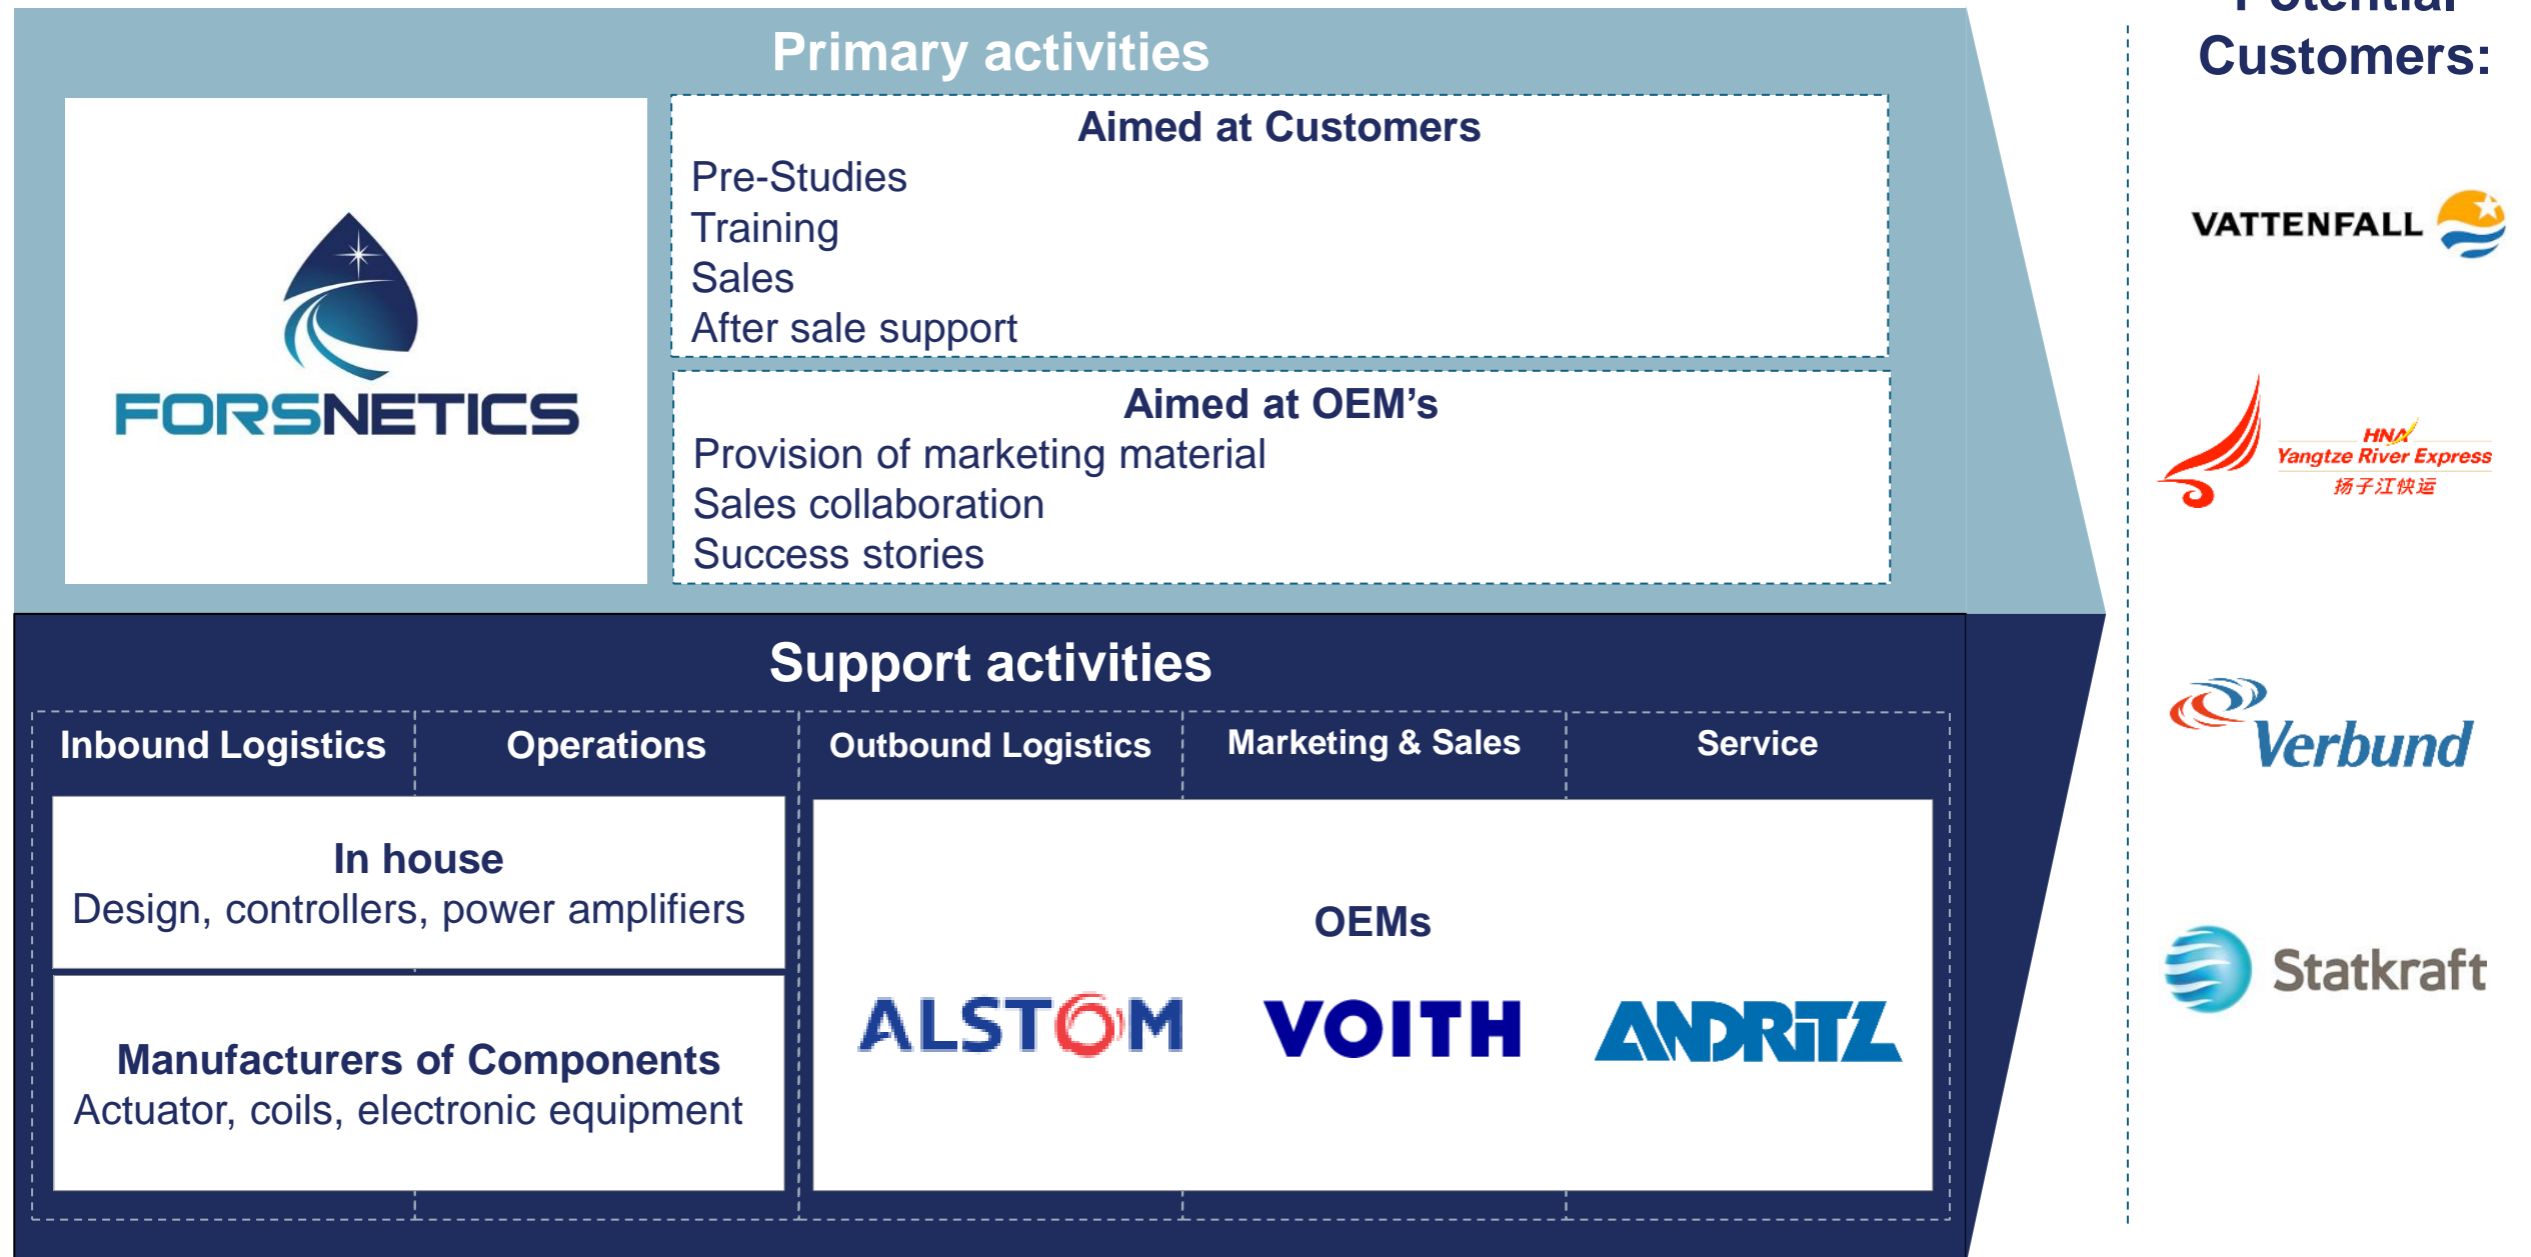 Primary activities
FORSNETICS
Aimed at Customers
Pre-Studies
Training
Sales
After sale support
Aimed at OEM's
Provision of marketing material
Sales collaboration
Success stories
Support activities
Inbound Logistics
Operations
Outbound Logistics
Marketing & Sales
Service
In house
Design, controllers, power amplifiers
Manufacturers of Components
Actuator, coils, electronic equipment
OEMs
ALSTOM
VOITH
ANDRITZ
Potential
Customers:
VATTENFALL
HNA
Yangtze River Express
扬子江快运
Verbund
Statkraft